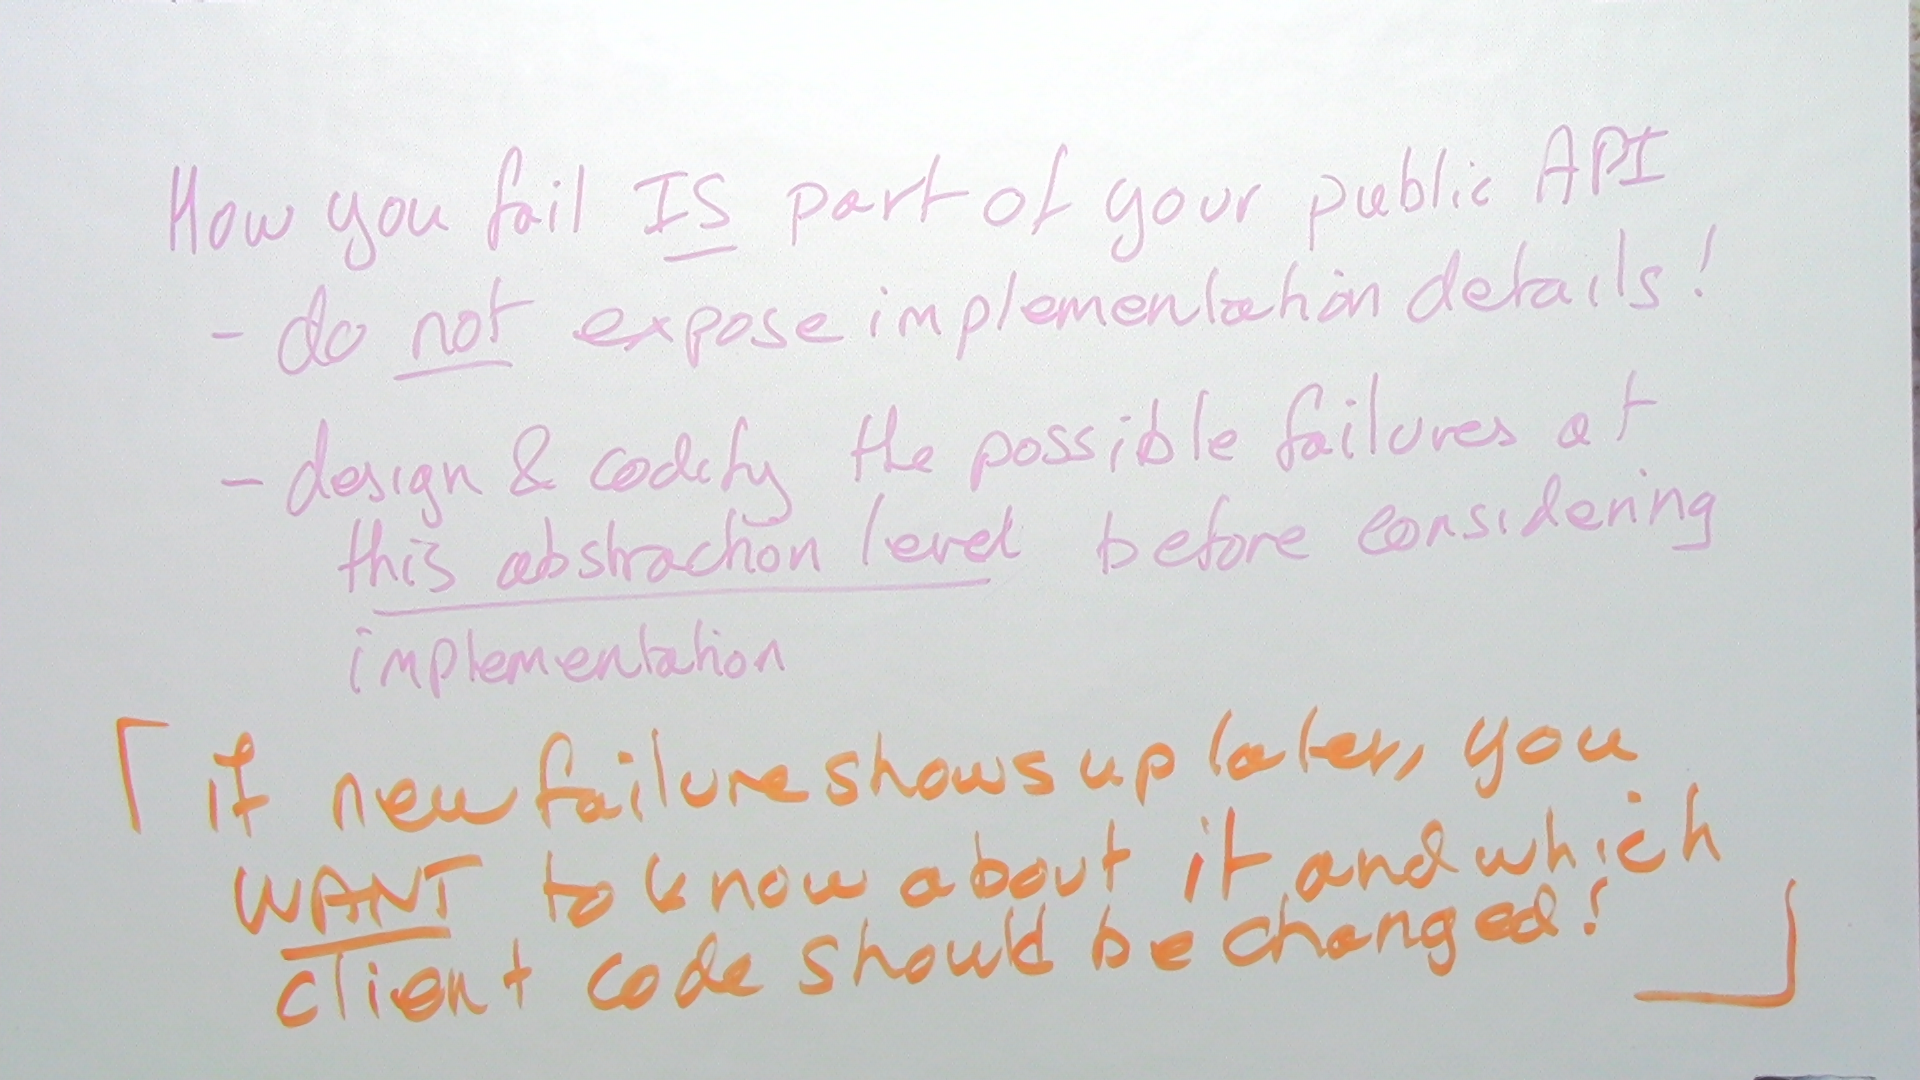 How you fail IS part of your public API
- do not expose implementation details!
- design & codify the possible failures at
this abstraction level before considering
implementation
if new failure shows up later, you
WANT to know about it and which
client code should be changed!